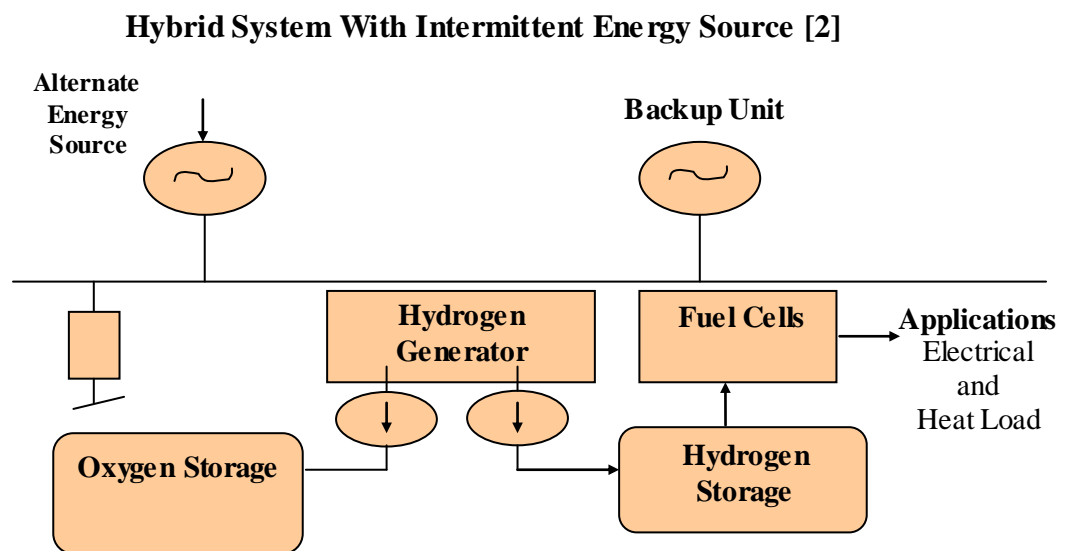 Hybrid System With Intermittent Energy Source [2]
Alternate
Energy
Source
Backup Unit
Hydrogen
Generator
Fuel Cells
Applications
Electrical
and
Heat Load
Oxygen Storage
Hydrogen
Storage